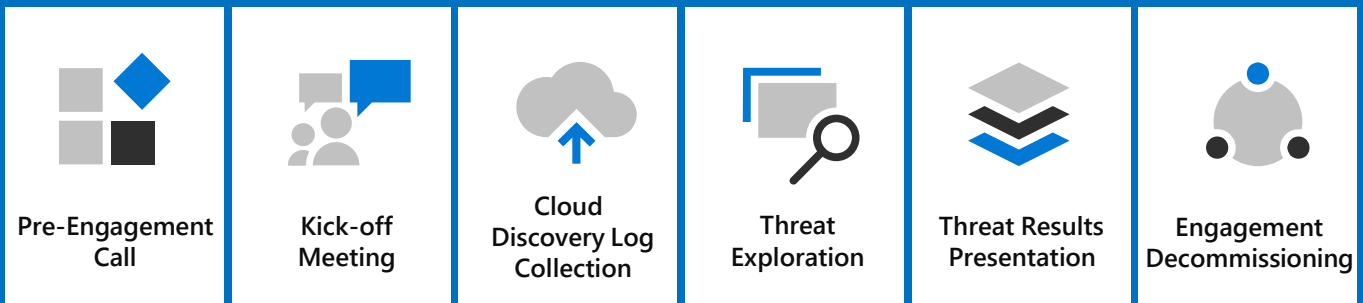 Pre-Engagement
Call
Kick-off
Meeting
Cloud
Discovery Log
Collection
Threat
Exploration
Threat Results
Presentation
Engagement
Decommissioning